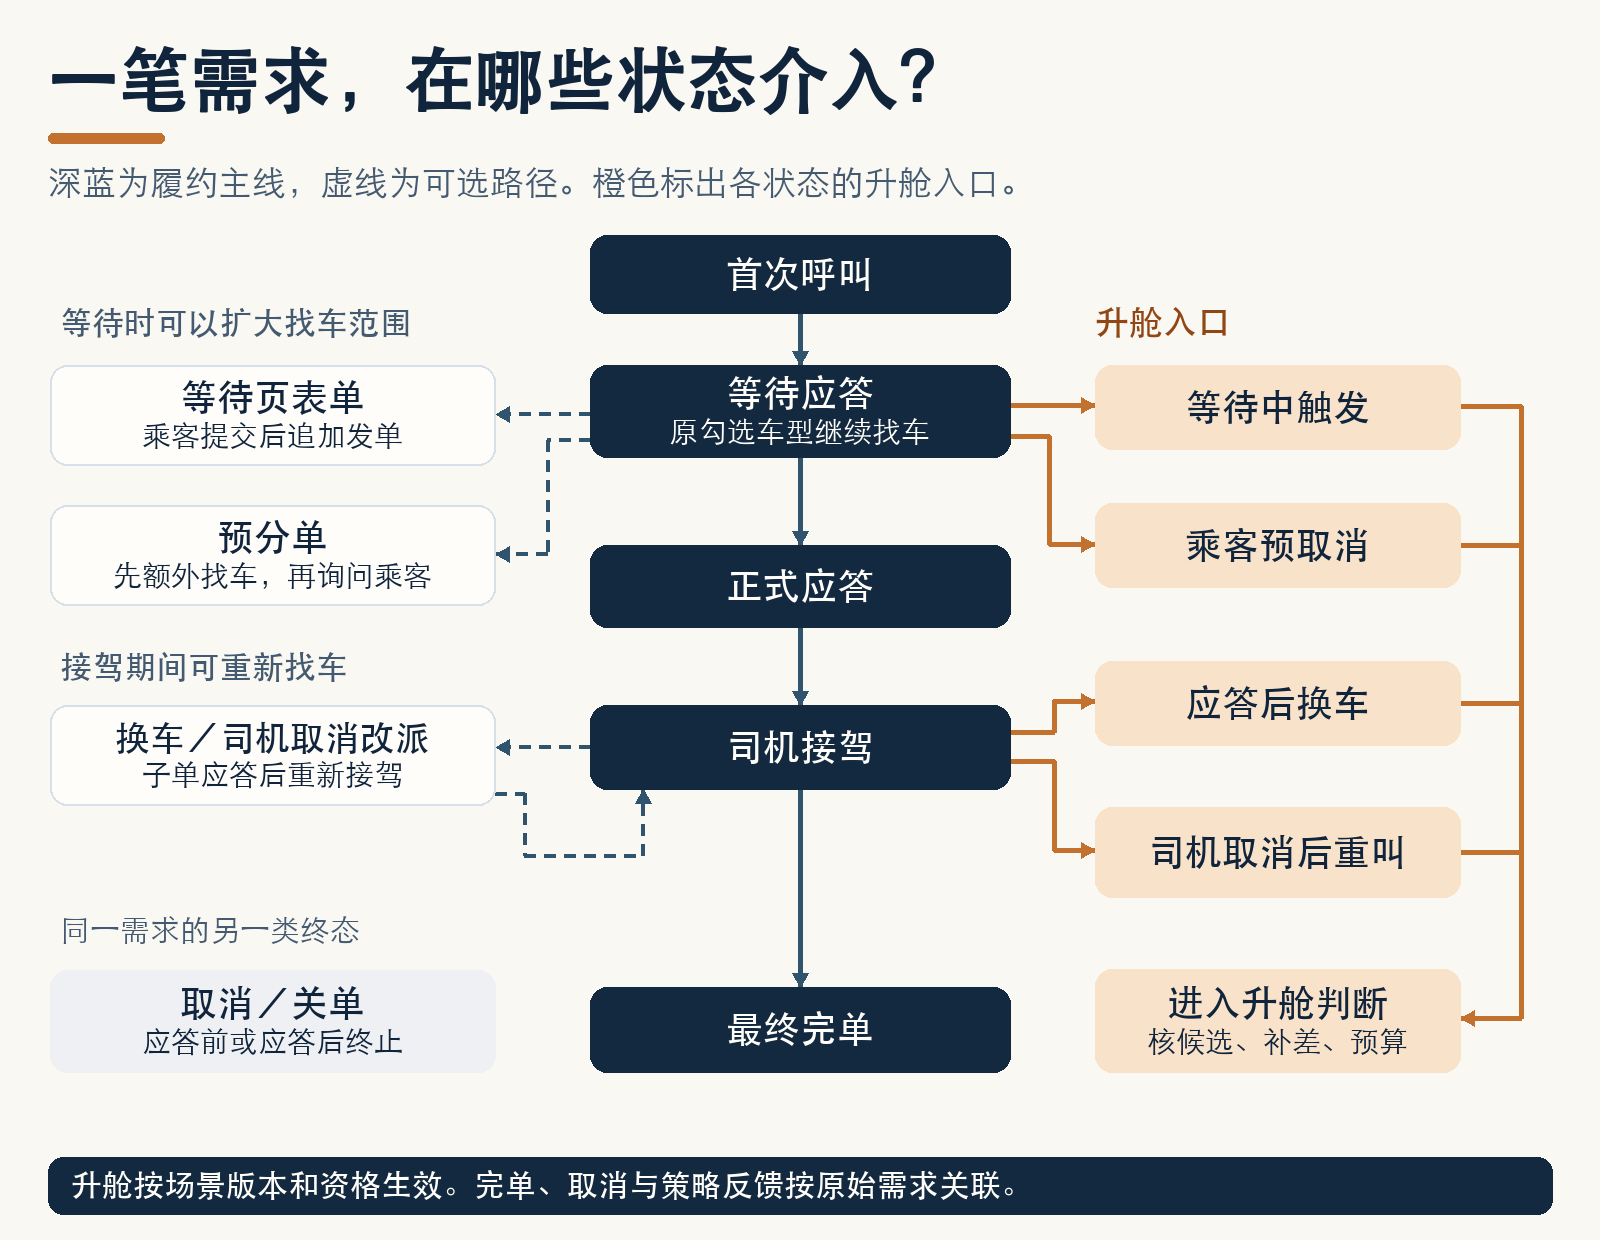 一笔需求，在哪些状态介入？
深蓝为履约主线，虚线为可选路径。橙色标出各状态的升舱入口。
首次呼叫
等待时可以扩大找车范围
升舱入口
等待页表单
乘客提交后追加发单
等待应答
原勾选车型继续找车
等待中触发
预分单
先额外找车，再询问乘客
正式应答
乘客预取消
接驾期间可重新找车
换车／司机取消改派
子单应答后重新接驾
司机接驾
应答后换车
司机取消后重叫
同一需求的另一类终态
取消／关单
应答前或应答后终止
最终完单
进入升舱判断
核候选、补差、预算
升舱按场景版本和资格生效。完单、取消与策略反馈按原始需求关联。